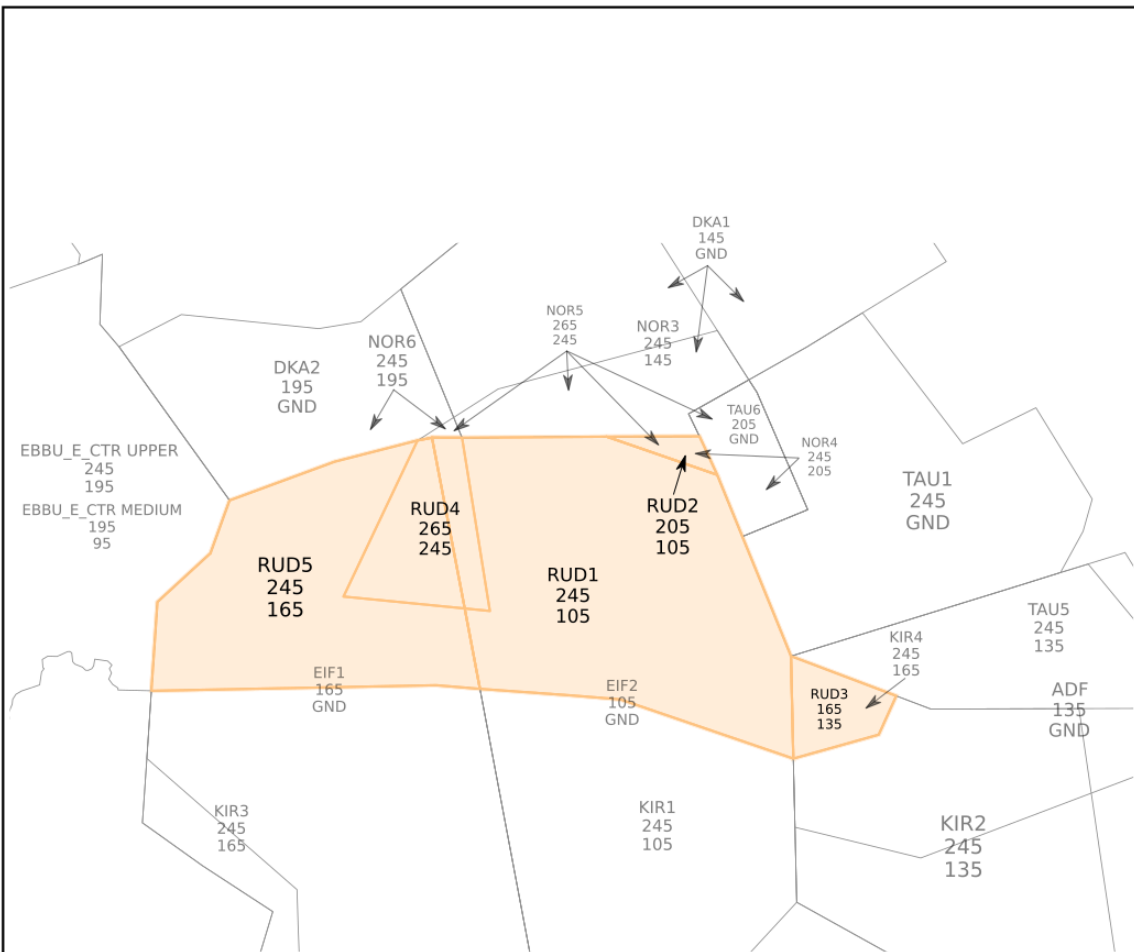 DKA1
145
GND
NOR5
265
245
NOR3
245
145
NOR6
245
195
DKA2
195
GND
TAU6
205
GND
NOR4
245
205
EBBU_E_CTR UPPER
245
195
EBBU_E_CTR MEDIUM
195
95
TAU1
245
GND
RUD4
265
245
RUD2
205
105
RUD5
245
165
RUD1
245
105
TAU5
245
135
KIR4
245
165
EIF1
165
GND
EIF2
105
GND
RUD3
165
135
ADF
135
GND
KIR3
245
165
KIR1
245
105
KIR2
245
135